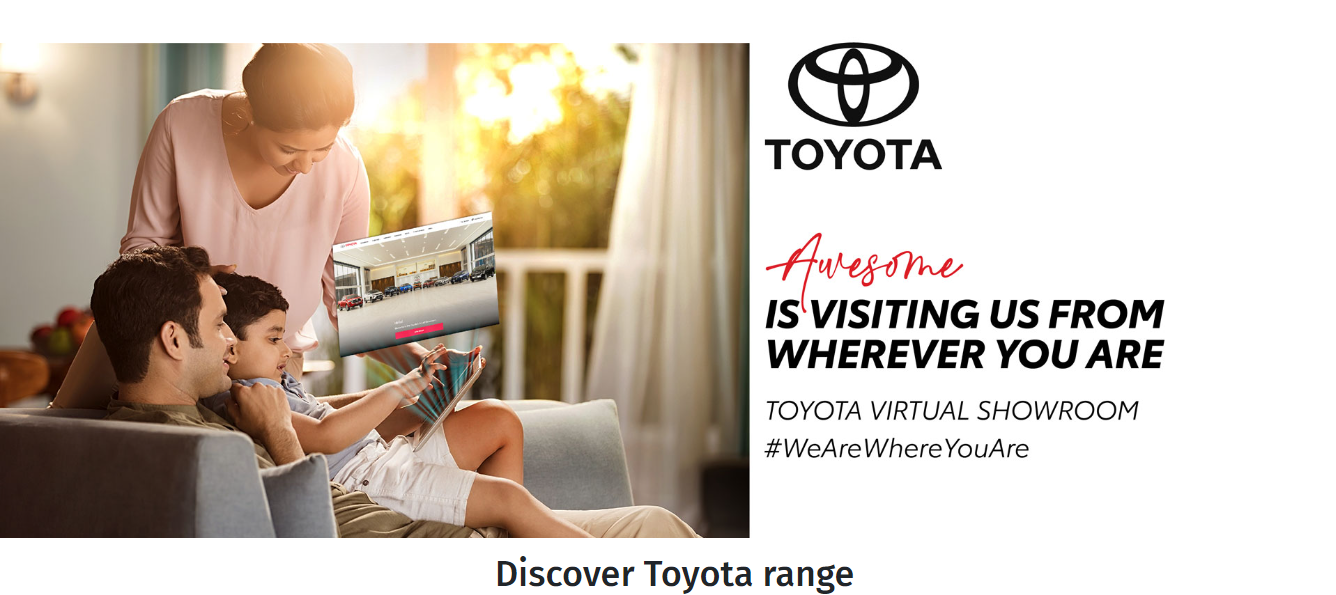 TOYOTA
Awesome
IS VISITING US FROM
WHEREVER YOU ARE
TOYOTA VIRTUAL SHOWROOM
#WeAreWhereYouAre
Discover Toyota range